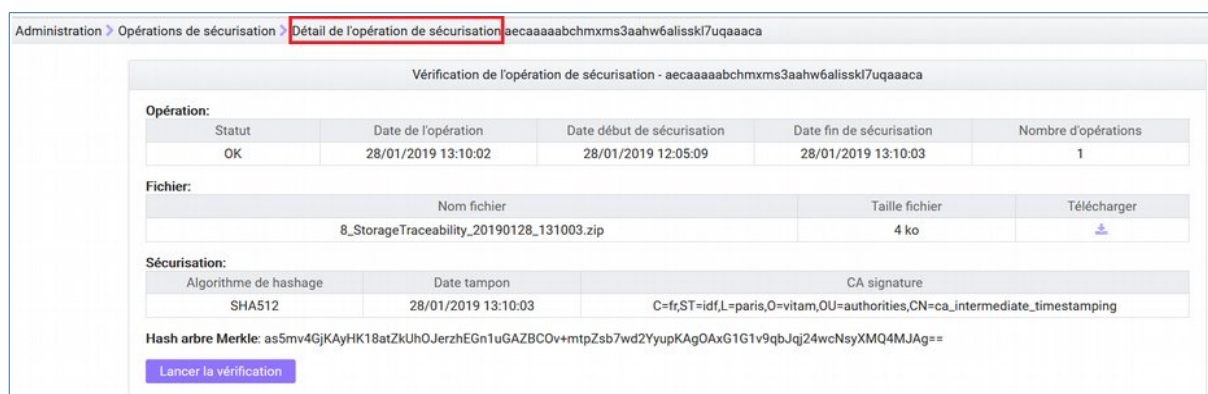 Administration > Opérations de sécurisation > Détail de l'opération de sécurisation aecaaaaabchmxms3aahw6alisskl7uqaaaca
Vérification de l'opération de sécurisation - aecaaaaabchmxms3aahw6alisskl7uqaaaca
Opération:
Statut Date de l'opération Date début de sécurisation Date fin de sécurisation Nombre d'opérations
OK 28/01/2019 13:10:02 28/01/2019 12:05:09 28/01/2019 13:10:03 1
Fichier:
Nom fichier Taille fichier Télécharger
8_StorageTraceability_20190128_131003.zip 4 ko
Sécurisation:
Algorithme de hashage Date tampon CA signature
SHA512 28/01/2019 13:10:03 C=fr,ST=idf,L=paris,O=vitam,OU=authorities,CN=ca_intermediate_timestamping
Hash arbre Merkle: as5mv4GjKAyHK18atZkUhOJerzhEGn1uGAZBCOv+mtpZsb7wd2YyupKAgOAxG1G1v9qbJqj24wcNsyXMQ4MJAg==
Lancer la vérification